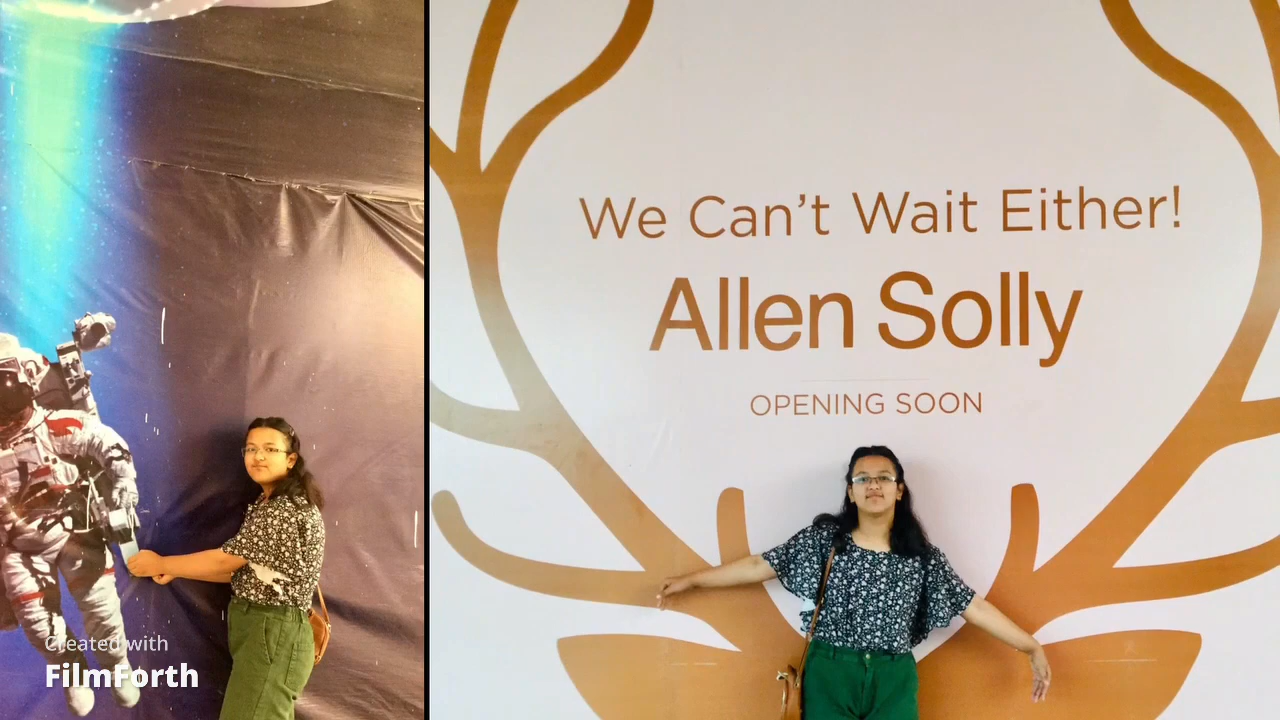 We Can't Wait Either!
Allen Solly
OPENING SOON
Created with
FilmForth